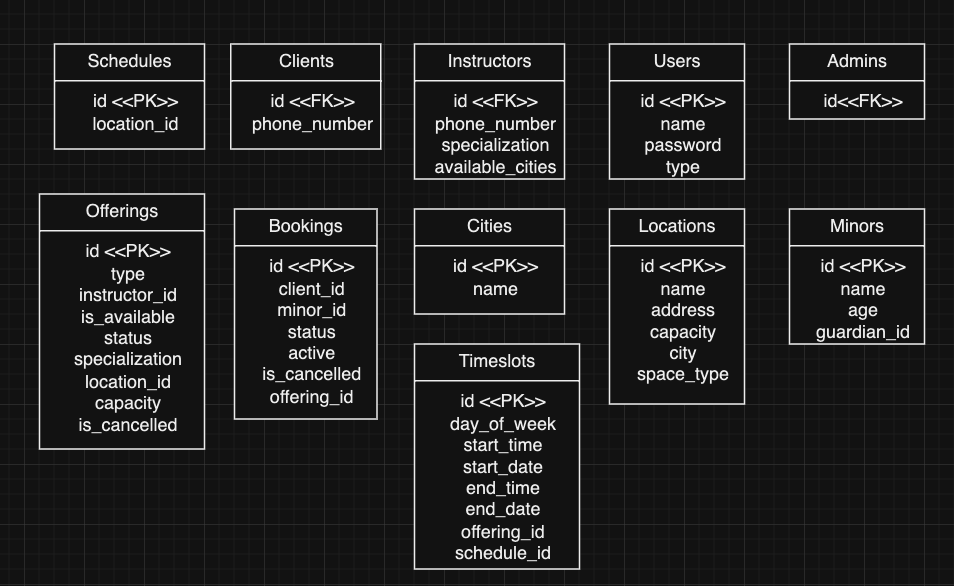 Schedules
id <<PK>>
location_id
Clients
id <<FK>>
phone_number
Instructors
id <<FK>>
phone_number
specialization
available_cities
Users
id <<PK>>
name
password
type
Admins
id<<FK>>
Offerings
id <<PK>>
type
instructor_id
is_available
status
specialization
location_id
capacity
is_cancelled
Bookings
id <<PK>>
client_id
minor_id
status
active
is_cancelled
offering_id
Cities
id <<PK>>
name
Locations
id <<PK>>
name
address
capacity
city
space_type
Minors
id <<PK>>
name
age
guardian_id
Timeslots
id <<PK>>
day_of_week
start_time
start_date
end_time
end_date
offering_id
schedule_id